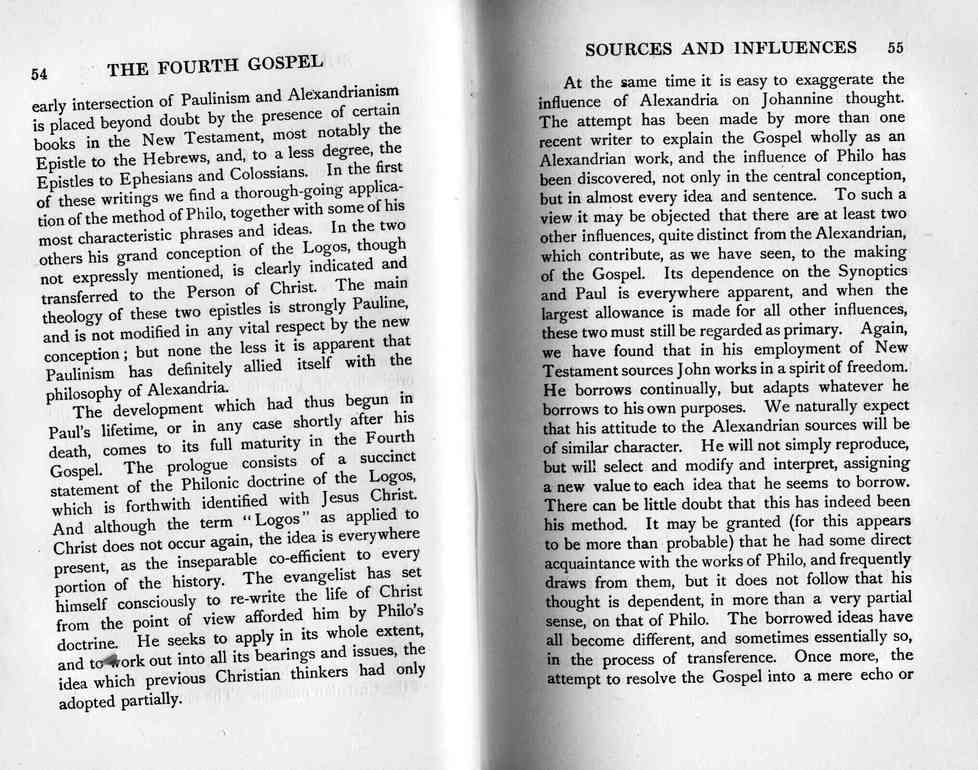 54 THE FOURTH GOSPEL
early intersection of Paulinism and Alexandrianism
is placed beyond doubt by the presence of certain
books in the New Testament, most notably the
Epistle to the Hebrews, and, to a less degree, the
Epistles to Ephesians and Colossians. In the first
of these writings we find a thorough-going applica-
tion of the method of Philo, together with some of his
most characteristic phrases and ideas. In the two
others his grand conception of the Logos, though
not expressly mentioned, is clearly indicated and
transferred to the Person of Christ. The main
theology of these two epistles is strongly Pauline,
and is not modified in any vital respect by the new
conception; but none the less it is apparent that
Paulinism has definitely allied itself with the
philosophy of Alexandria.
The development which had thus begun in
Paul's lifetime, or in any case shortly after his
death, comes to its full maturity in the Fourth
Gospel. The prologue consists of a succinct
statement of the Philonic doctrine of the Logos,
which is forthwith identified with Jesus Christ.
And although the term "Logos" as applied to
Christ does not occur again, the idea is everywhere
present, as the inseparable co-efficient to every
portion of the history. The evangelist has set
himself consciously to re-write the life of Christ
from the point of view afforded him by Philo's
doctrine. He seeks to apply in its whole extent,
and to work out into all its bearings and issues, the
idea which previous Christian thinkers had only
adopted partially.
SOURCES AND INFLUENCES 55
At the same time it is easy to exaggerate the
influence of Alexandria on Johannine thought.
The attempt has been made by more than one
recent writer to explain the Gospel wholly as an
Alexandrian work, and the influence of Philo has
been discovered, not only in the central conception,
but in almost every idea and sentence. To such a
view it may be objected that there are at least two
other influences, quite distinct from the Alexandrian,
which contribute, as we have seen, to the making
of the Gospel. Its dependence on the Synoptics
and Paul is everywhere apparent, and when the
largest allowance is made for all other influences,
these two must still be regarded as primary. Again,
we have found that in his employment of New
Testament sources John works in a spirit of freedom.
He borrows continually, but adapts whatever he
borrows to his own purposes. We naturally expect
that his attitude to the Alexandrian sources will be
of similar character. He will not simply reproduce,
but will select and modify and interpret, assigning
a new value to each idea that he seems to borrow.
There can be little doubt that this has indeed been
his method. It may be granted (for this appears
to be more than probable) that he had some direct
acquaintance with the works of Philo, and frequently
draws from them, but it does not follow that his
thought is dependent, in more than a very partial
sense, on that of Philo. The borrowed ideas have
all become different, and sometimes essentially so,
in the process of transference. Once more, the
attempt to resolve the Gospel into a mere echo or